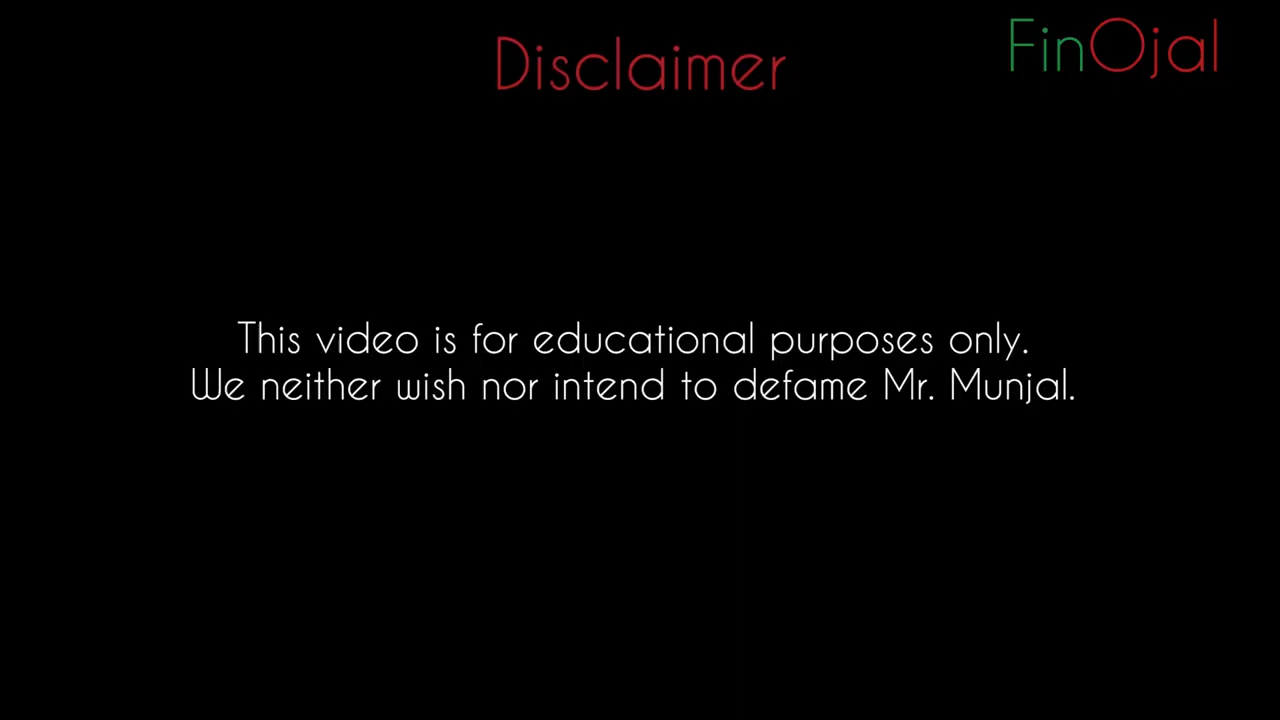 Disclaimer
FinOjal
This video is for educational purposes only.
We neither wish nor intend to defame Mr. Munjal.